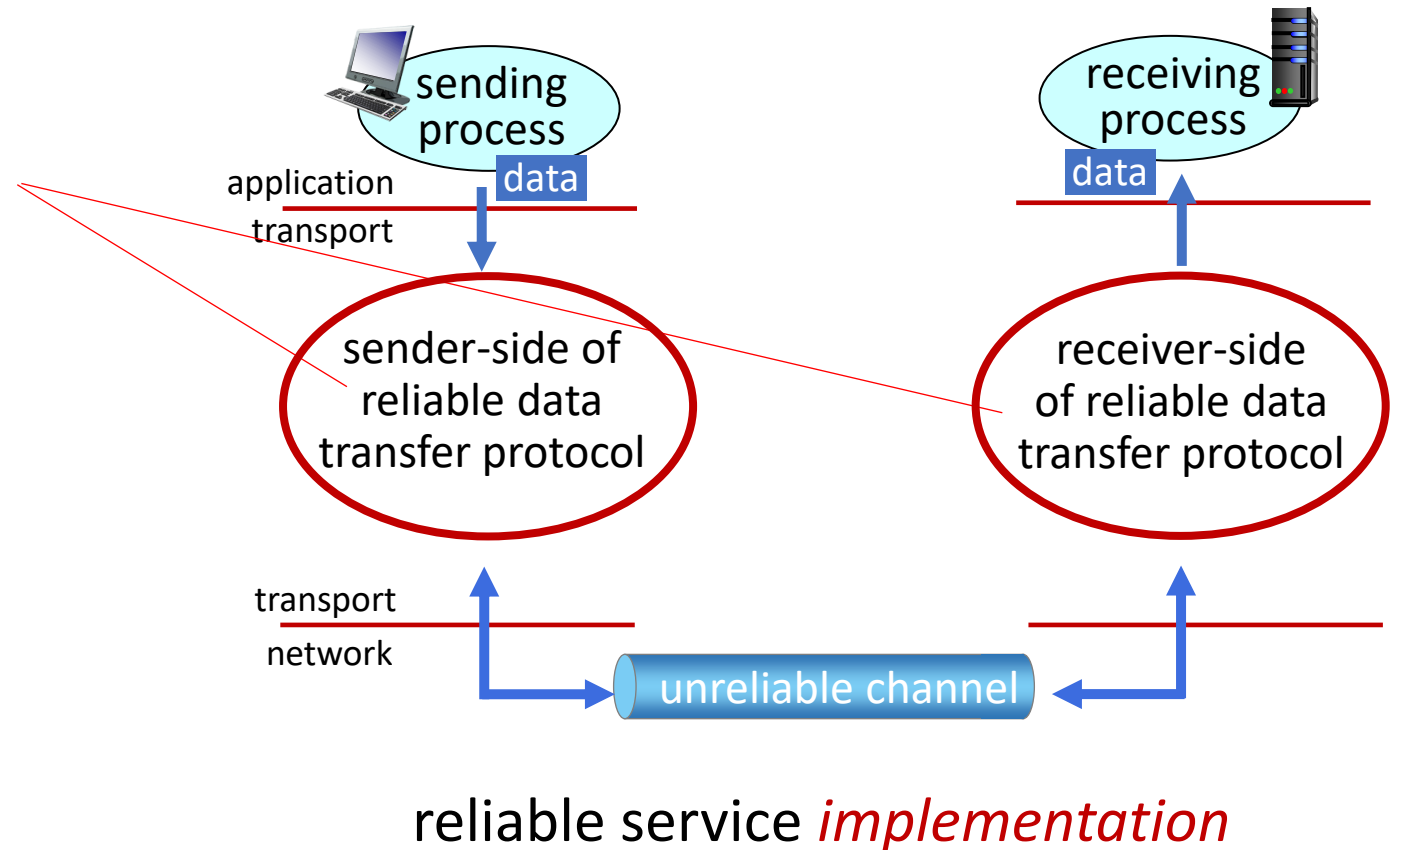 sending
process
data
receiving
process
data
application
transport
sender-side of
reliable data
transfer protocol
receiver-side
of reliable data
transfer protocol
transport
network
unreliable channel
reliable service implementation